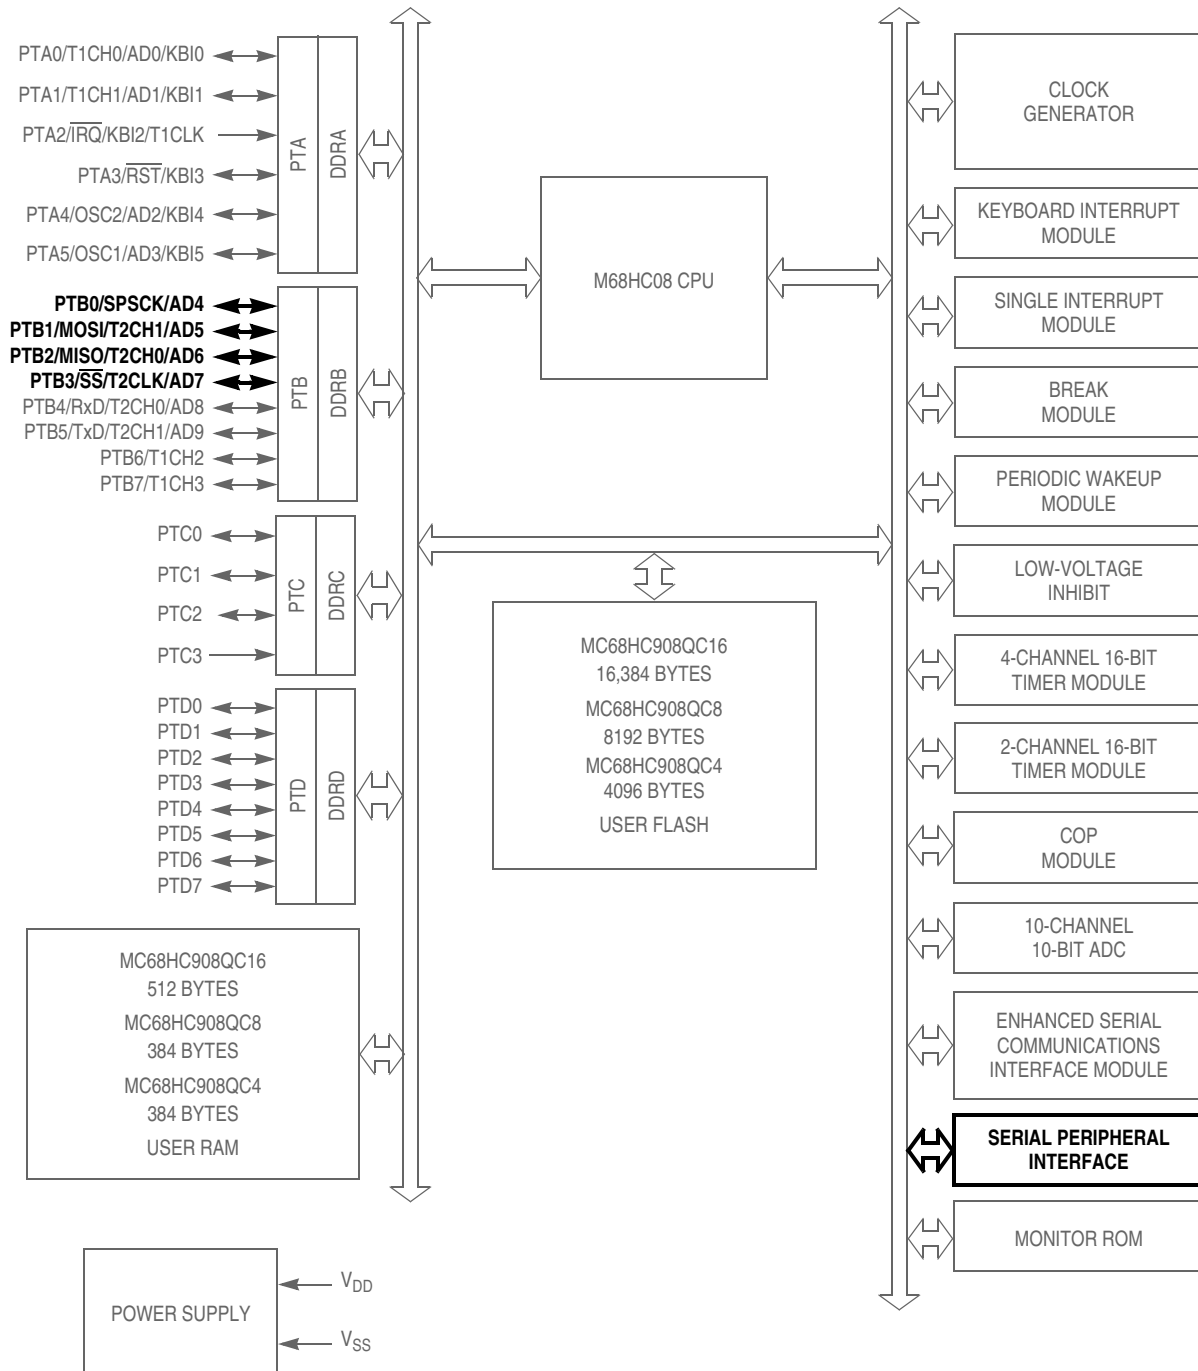 PTA0/T1CH0/AD0/KBI0
PTA1/T1CH1/AD1/KBI1
PTA2/I̅R̅Q̅/KBI2/T1CLK
PTA3/R̅S̅T̅/KBI3
PTA4/OSC2/AD2/KBI4
PTA5/OSC1/AD3/KBI5
PTA
DDRA
PTB0/SPSCK/AD4
PTB1/MOSI/T2CH1/AD5
PTB2/MISO/T2CH0/AD6
PTB3/S̅S̅/T2CLK/AD7
PTB4/RxD/T2CH0/AD8
PTB5/TxD/T2CH1/AD9
PTB6/T1CH2
PTB7/T1CH3
PTB
DDRB
PTC0
PTC1
PTC2
PTC3
PTC
DDRC
PTD0
PTD1
PTD2
PTD3
PTD4
PTD5
PTD6
PTD7
PTD
DDRD
MC68HC908QC16
512 BYTES
MC68HC908QC8
384 BYTES
MC68HC908QC4
384 BYTES
USER RAM
POWER SUPPLY
VDD
VSS
M68HC08 CPU
MC68HC908QC16
16,384 BYTES
MC68HC908QC8
8192 BYTES
MC68HC908QC4
4096 BYTES
USER FLASH
CLOCK
GENERATOR
KEYBOARD INTERRUPT
MODULE
SINGLE INTERRUPT
MODULE
BREAK
MODULE
PERIODIC WAKEUP
MODULE
LOW-VOLTAGE
INHIBIT
4-CHANNEL 16-BIT
TIMER MODULE
2-CHANNEL 16-BIT
TIMER MODULE
COP
MODULE
10-CHANNEL
10-BIT ADC
ENHANCED SERIAL
COMMUNICATIONS
INTERFACE MODULE
SERIAL PERIPHERAL
INTERFACE
MONITOR ROM